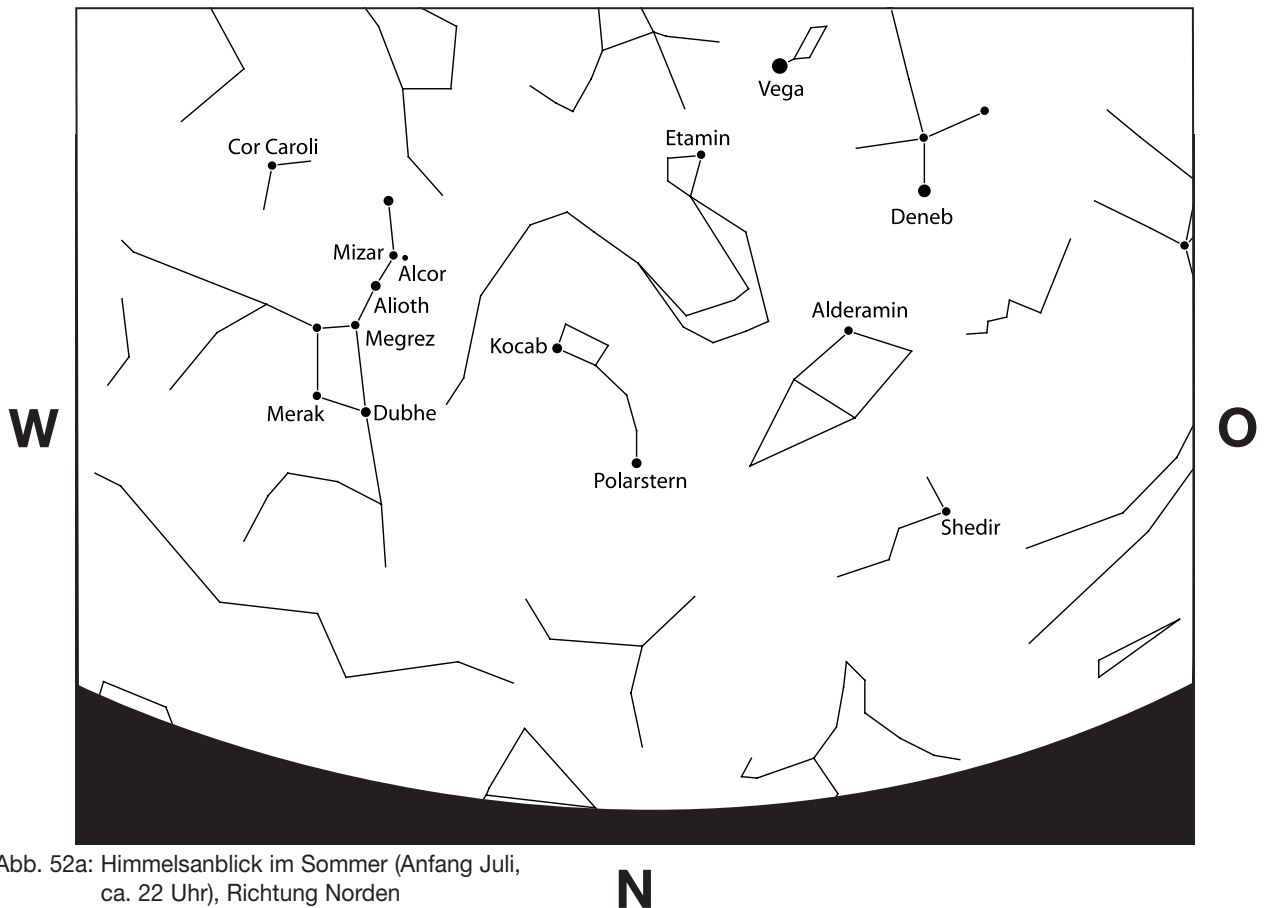 Vega
Etamin
Cor Caroli
Deneb
Mizar
Alcor
Alioth
Alderamin
Megrez
Kocab
Merak
Dubhe
W
O
Polarstern
Shedir
Abb. 52a: Himmelsanblick im Sommer (Anfang Juli,
ca. 22 Uhr), Richtung Norden
N